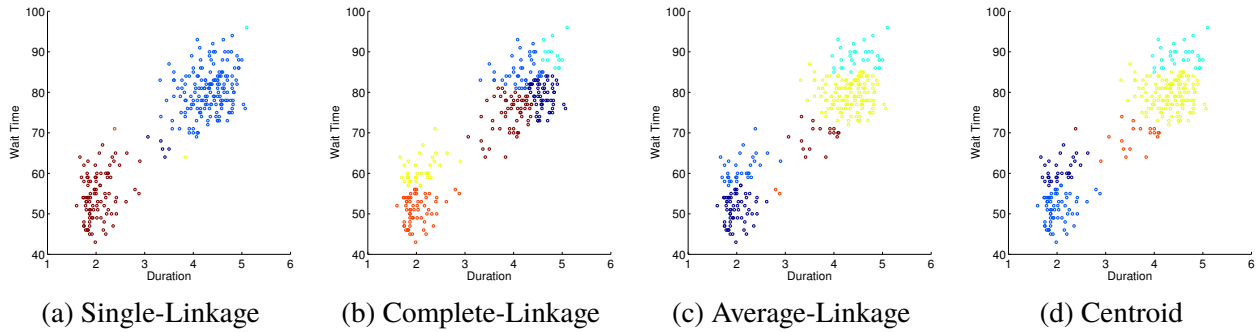 100
90
80
70
60
50
40
Wait Time
1 2 3 4 5 6
Duration
(a) Single-Linkage
100
90
80
70
60
50
40
Wait Time
1 2 3 4 5 6
Duration
(b) Complete-Linkage
100
90
80
70
60
50
40
Wait Time
1 2 3 4 5 6
Duration
(c) Average-Linkage
100
90
80
70
60
50
40
Wait Time
1 2 3 4 5 6
Duration
(d) Centroid